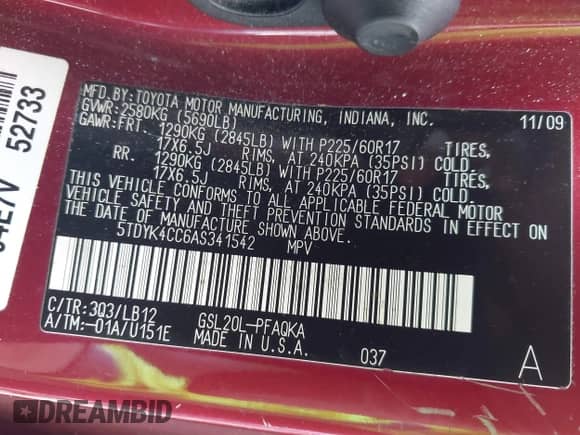 MFD.BY:TOYOTA MOTOR MANUFACTURING, INDIANA, INC. 11/09
GVWR:2580KG (5690LB)
GAWR:FRT. 1290KG (2845LB) WITH P225/60R17 TIRES,
17X6.5J RIMS, AT 240KPA (35PSI) COLD.
RR. 1290KG (2845LB) WITH P225/60R17 TIRES,
17X6.5J RIMS, AT 240KPA (35PSI) COLD.
THIS VEHICLE CONFORMS TO ALL APPLICABLE FEDERAL MOTOR
VEHICLE SAFETY AND THEFT PREVENTION STANDARDS IN EFFECT ON
THE DATE OF MANUFACTURE SHOWN ABOVE.
5TDYK4CC6AS341542 MPV
C/TR:3Q3/LB12 GSL20L-PFAQKA
A/TM:-01A/U151E MADE IN U.S.A. 037 A
52733
DREAMBID